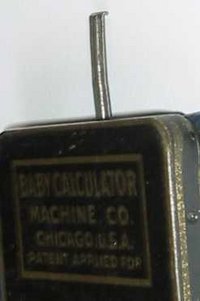 BABY CALCULATOR
MACHINE CO.
CHICAGO U.S.A.
PATENT APPLIED FOR